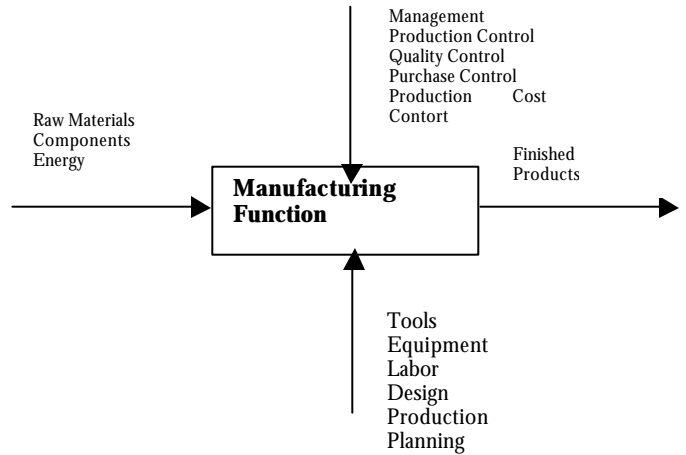 Management
Production Control
Quality Control
Purchase Control
Production Cost
Contort
Raw Materials
Components
Energy
Manufacturing
Function
Finished
Products
Tools
Equipment
Labor
Design
Production
Planning